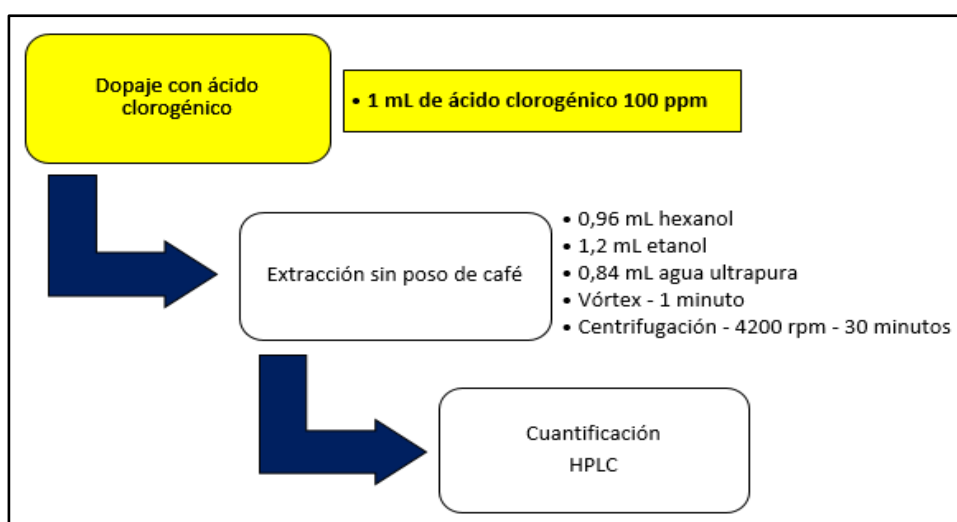 Dopaje con ácido
clorogénico
• 1 mL de ácido clorogénico 100 ppm
Extracción sin poso de café
• 0,96 mL hexanol
• 1,2 mL etanol
• 0,84 mL agua ultrapura
• Vórtex - 1 minuto
• Centrifugación - 4200 rpm - 30 minutos
Cuantificación
HPLC